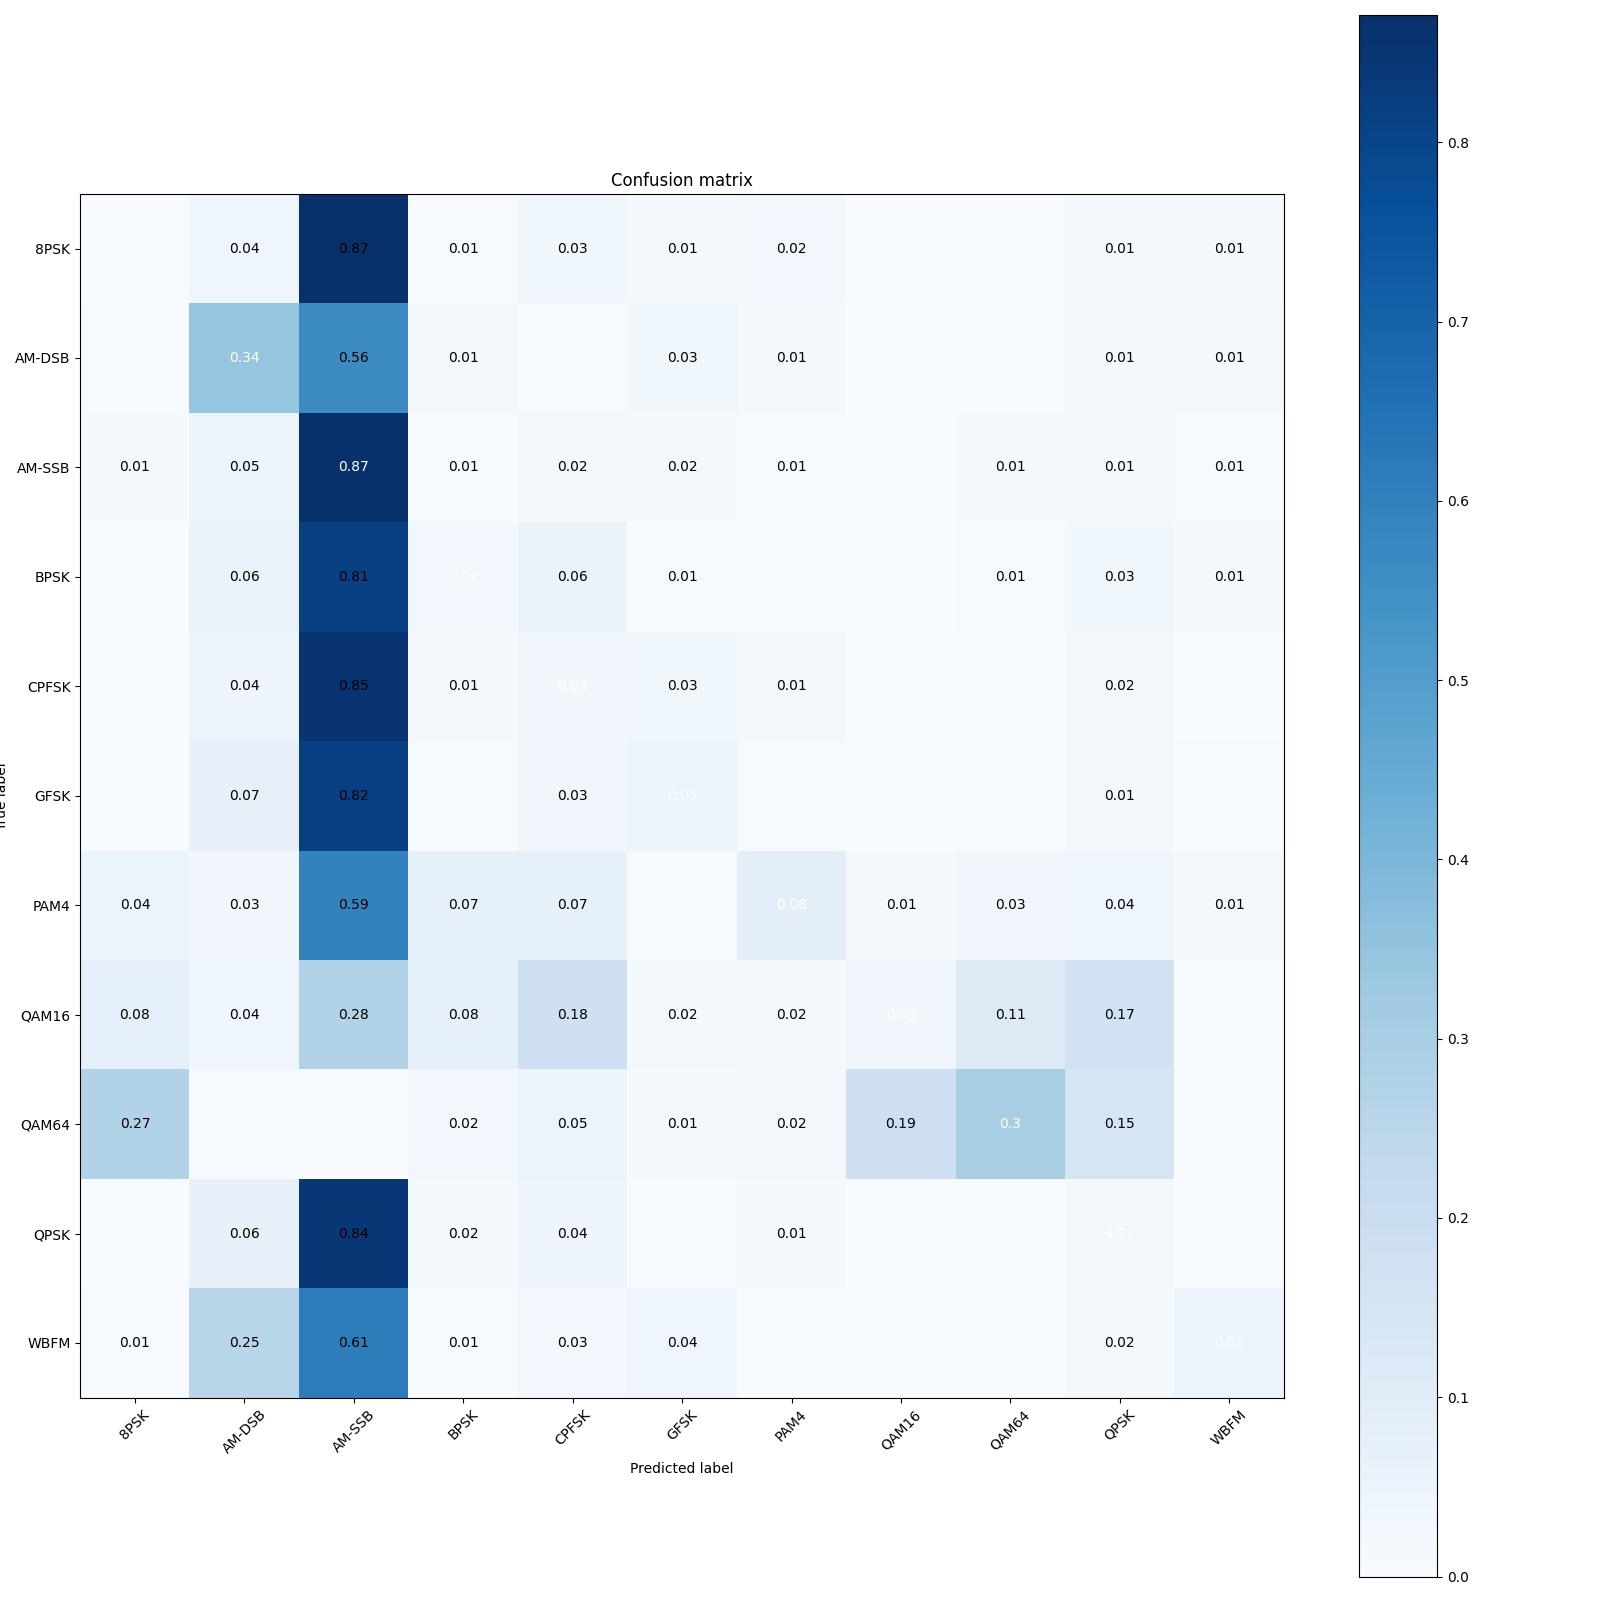 Confusion matrix
8PSK 0.04 0.87 0.01 0.03 0.01 0.02 0.01 0.01
AM-DSB 0.34 0.56 0.01 0.03 0.01 0.01 0.01
AM-SSB 0.01 0.05 0.87 0.01 0.02 0.02 0.01 0.01 0.01 0.01
BPSK 0.06 0.81 0.02 0.06 0.01 0.01 0.03 0.01
CPFSK 0.04 0.85 0.01 0.03 0.03 0.01 0.02
GFSK 0.07 0.82 0.03 0.05 0.01
PAM4 0.04 0.03 0.59 0.07 0.07 0.08 0.01 0.03 0.04 0.01
QAM16 0.08 0.04 0.28 0.08 0.18 0.02 0.02 0.03 0.11 0.17
QAM64 0.27 0.02 0.05 0.01 0.02 0.19 0.3 0.15
QPSK 0.06 0.84 0.02 0.04 0.01 0.01
WBFM 0.01 0.25 0.61 0.01 0.03 0.04 0.02 0.05
8PSK AM-DSB AM-SSB BPSK CPFSK GFSK PAM4 QAM16 QAM64 QPSK WBFM
Predicted label
0.8
0.7
0.6
0.5
0.4
0.3
0.2
0.1
0.0